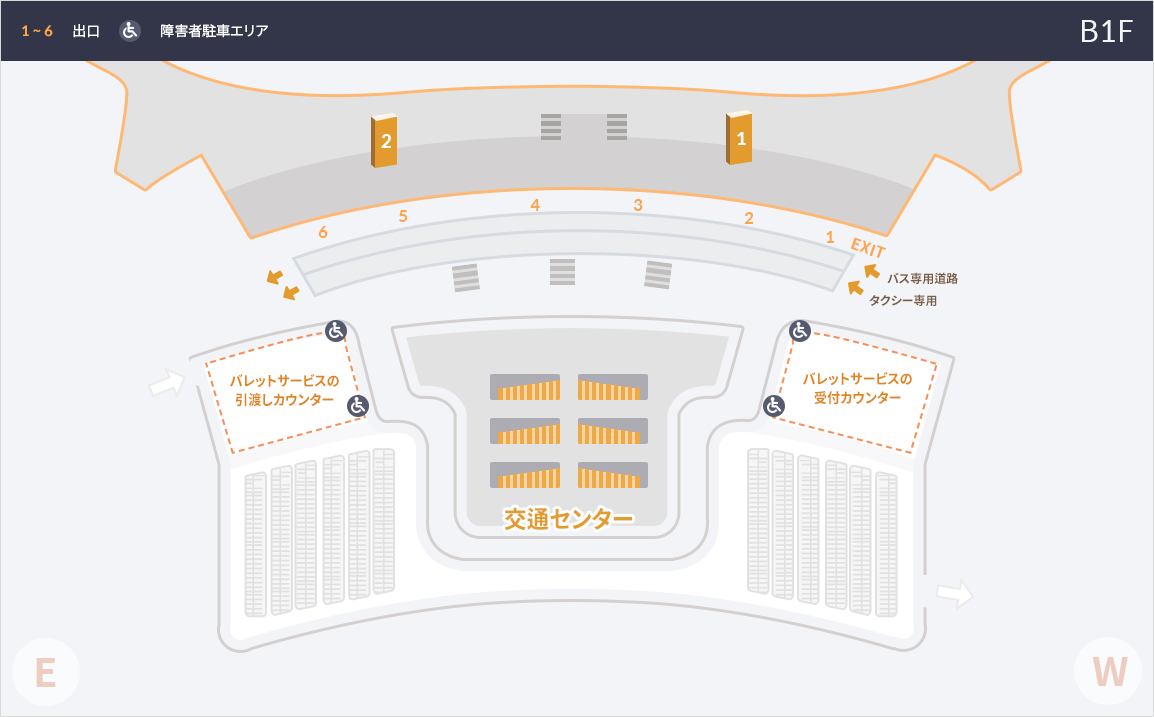 1 ~ 6 出口 障害者駐車エリア B1F
2
1
6
5
4
3
2
1
EXIT
バス専用道路
タクシー専用
バレットサービスの
引渡しカウンター
バレットサービスの
受付カウンター
交通センター
E
W